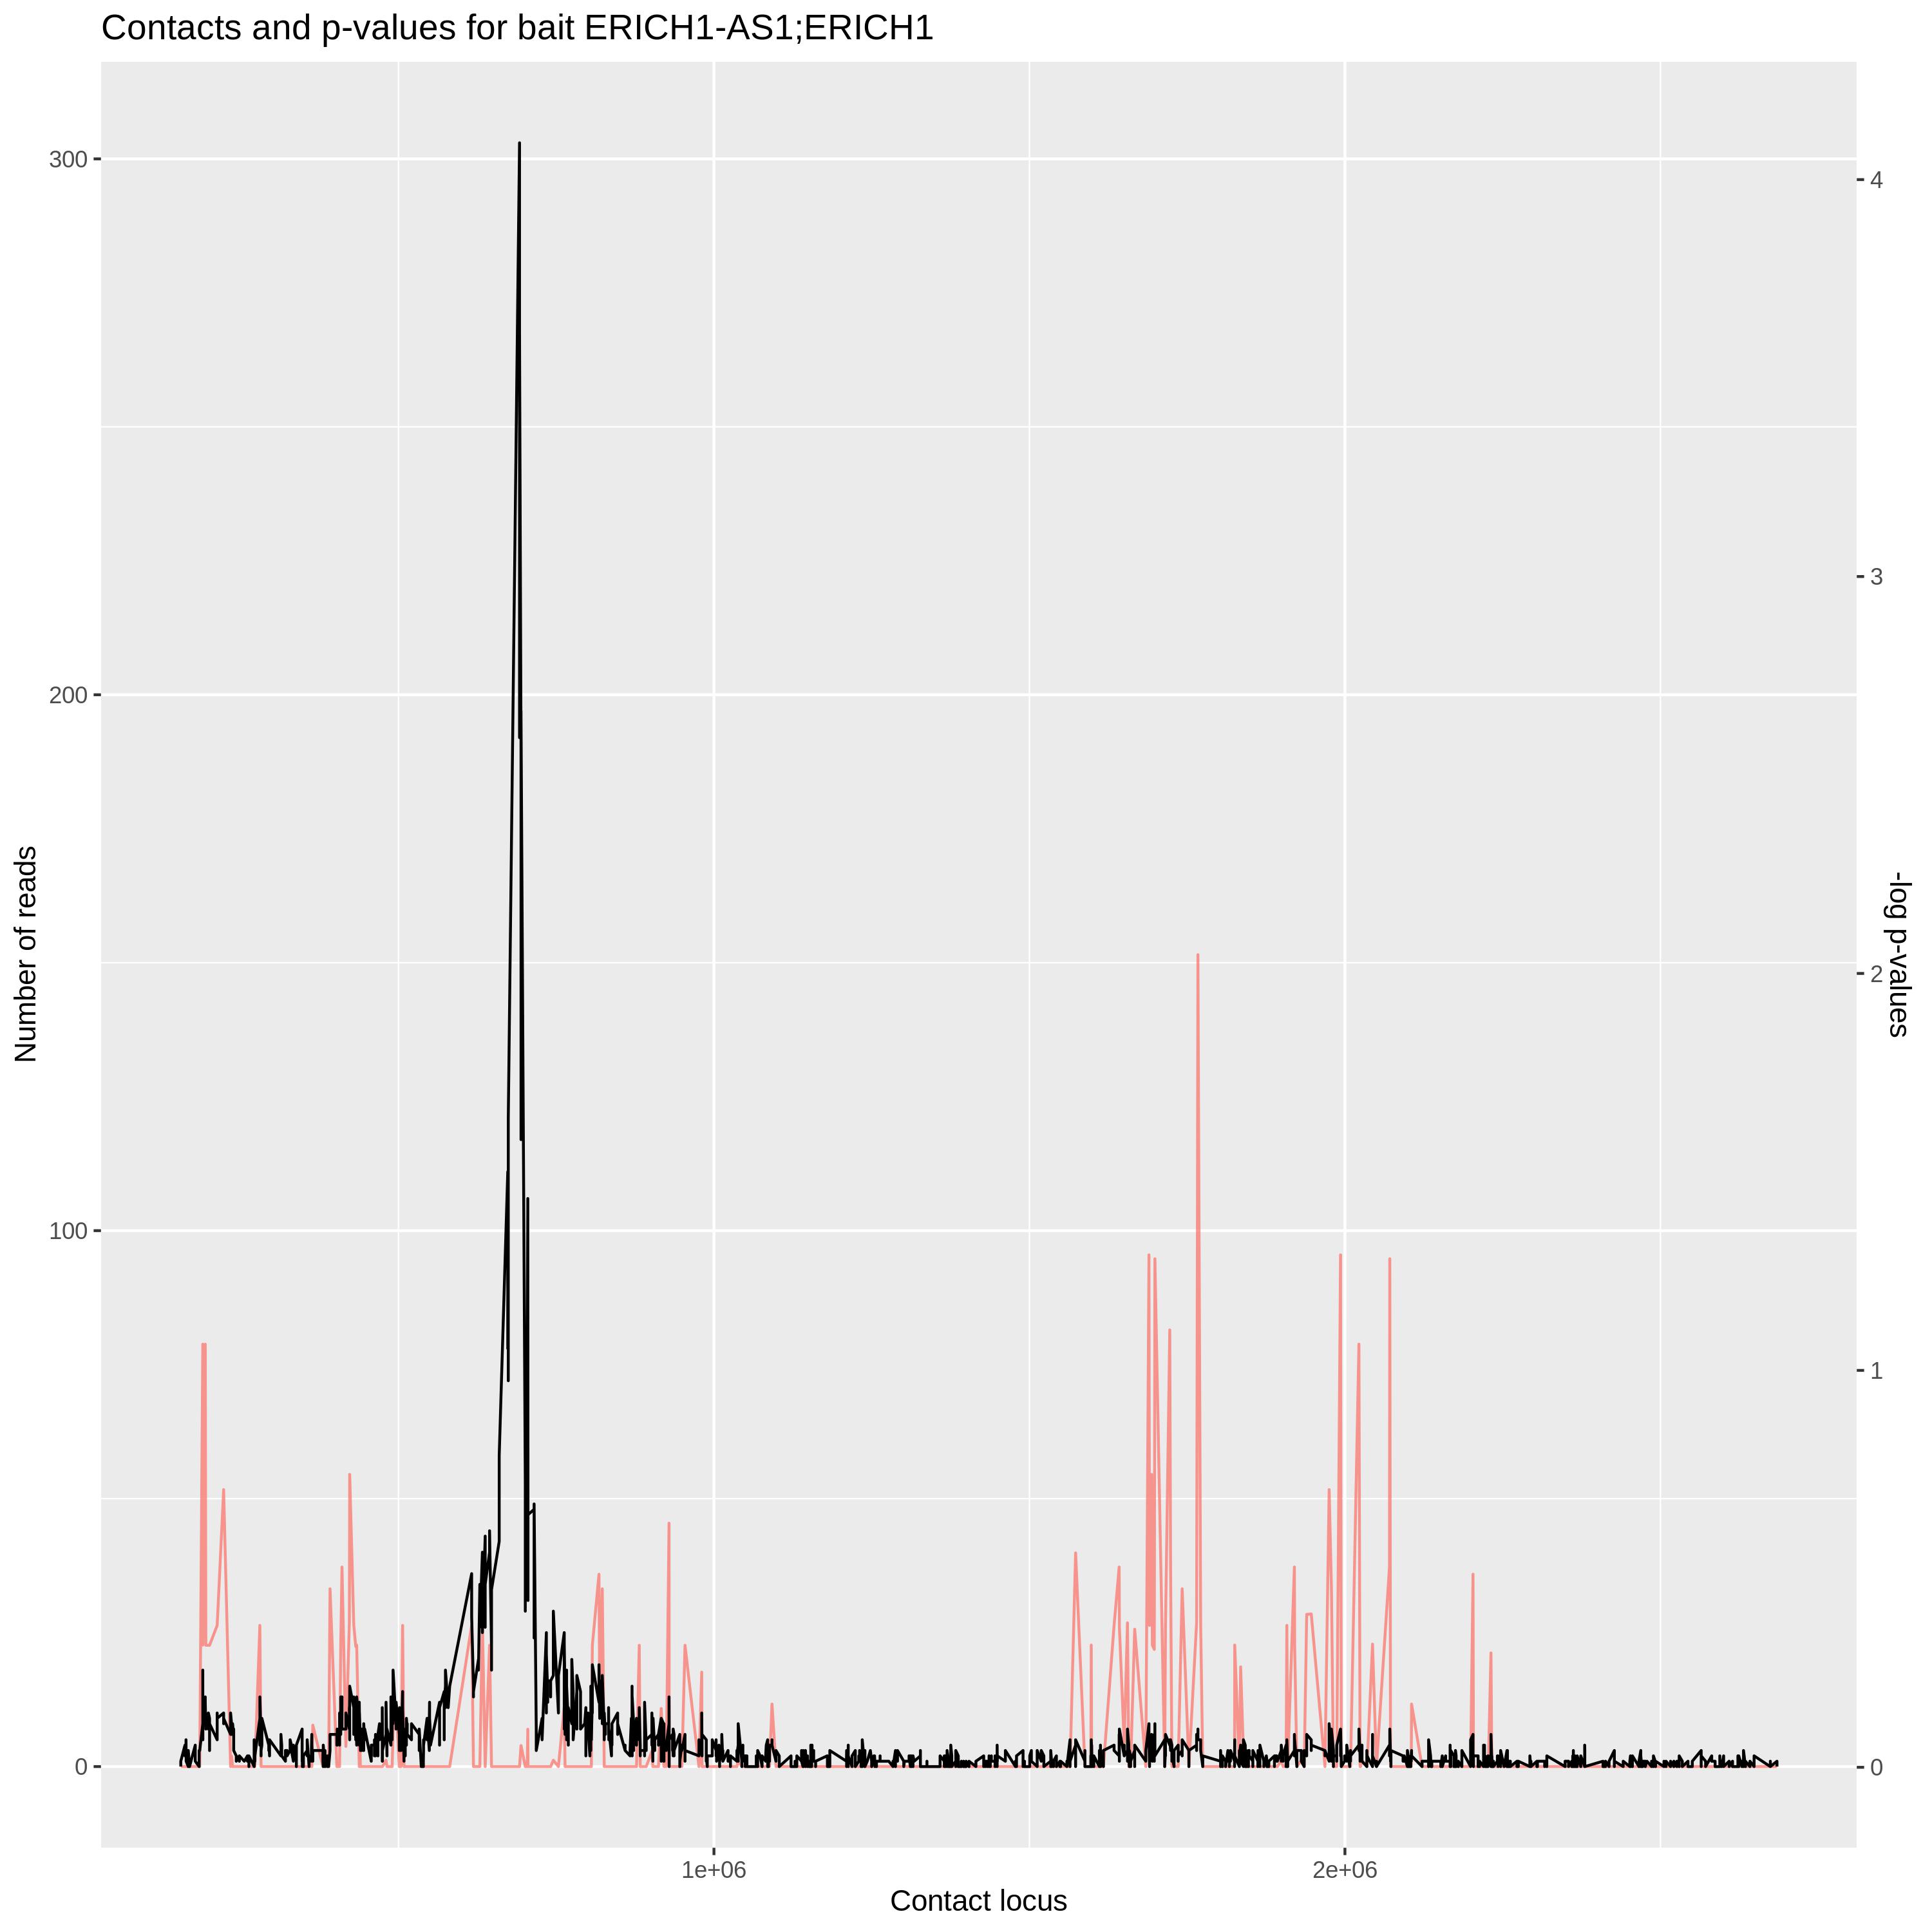 Contacts and p-values for bait ERICH1-AS1;ERICH1
300
200
100
0
Number of reads
4
3
2
1
0
-log p-values
1e+06
2e+06
Contact locus